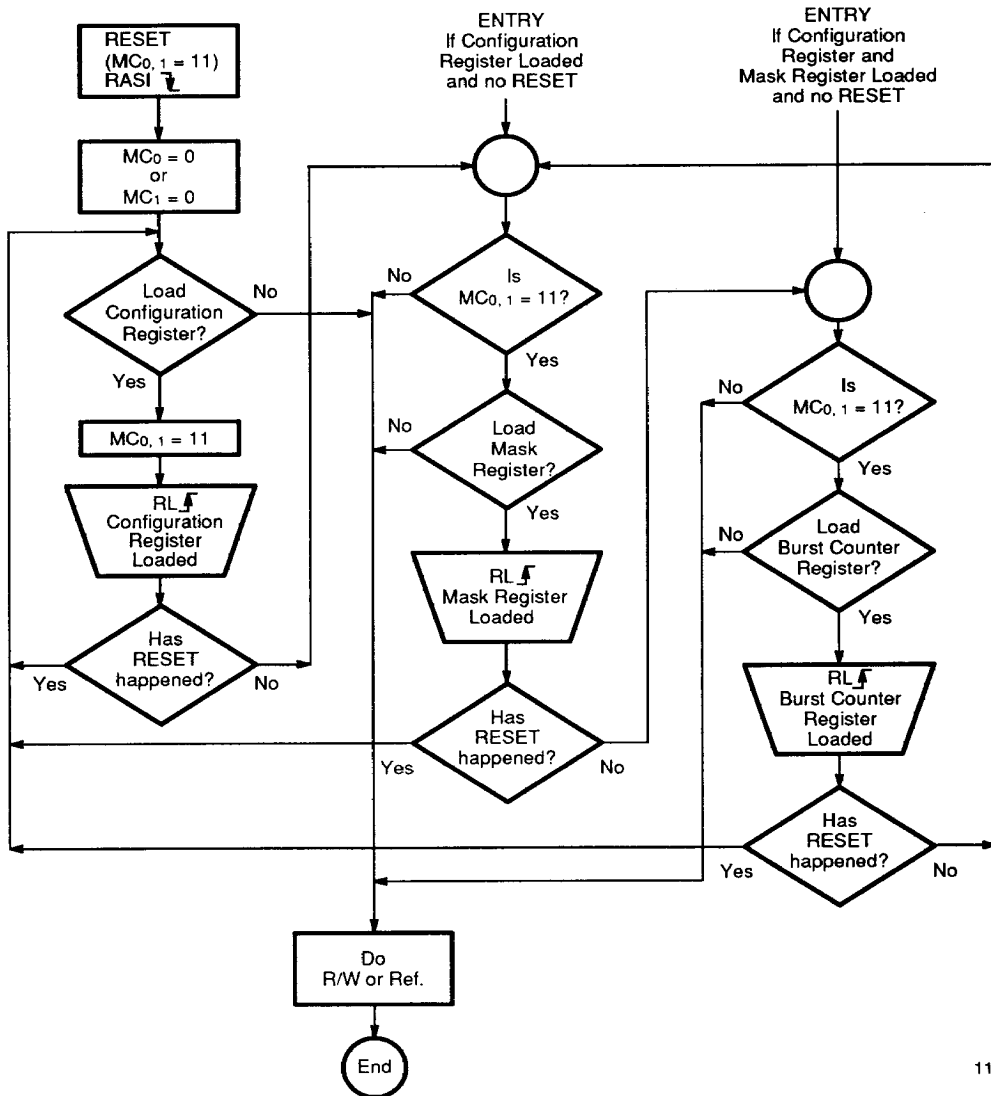 RESET
(MC0, 1 = 11)
RASI
MC0 = 0
or
MC1 = 0
Load
Configuration
Register?
No
Yes
MC0, 1 = 11
RL
Configuration
Register
Loaded
Has
RESET
happened?
Yes
No
ENTRY
If Configuration
Register Loaded
and no RESET
Is
MC0, 1 = 11?
No
Yes
Load
Mask
Register?
No
Yes
RL
Mask Register
Loaded
Has
RESET
happened?
Yes
No
ENTRY
If Configuration
Register and
Mask Register Loaded
and no RESET
Is
MC0, 1 = 11?
No
Yes
Load
Burst Counter
Register?
No
Yes
RL
Burst Counter
Register
Loaded
Has
RESET
happened?
Yes
No
Do
R/W or Ref.
End
11